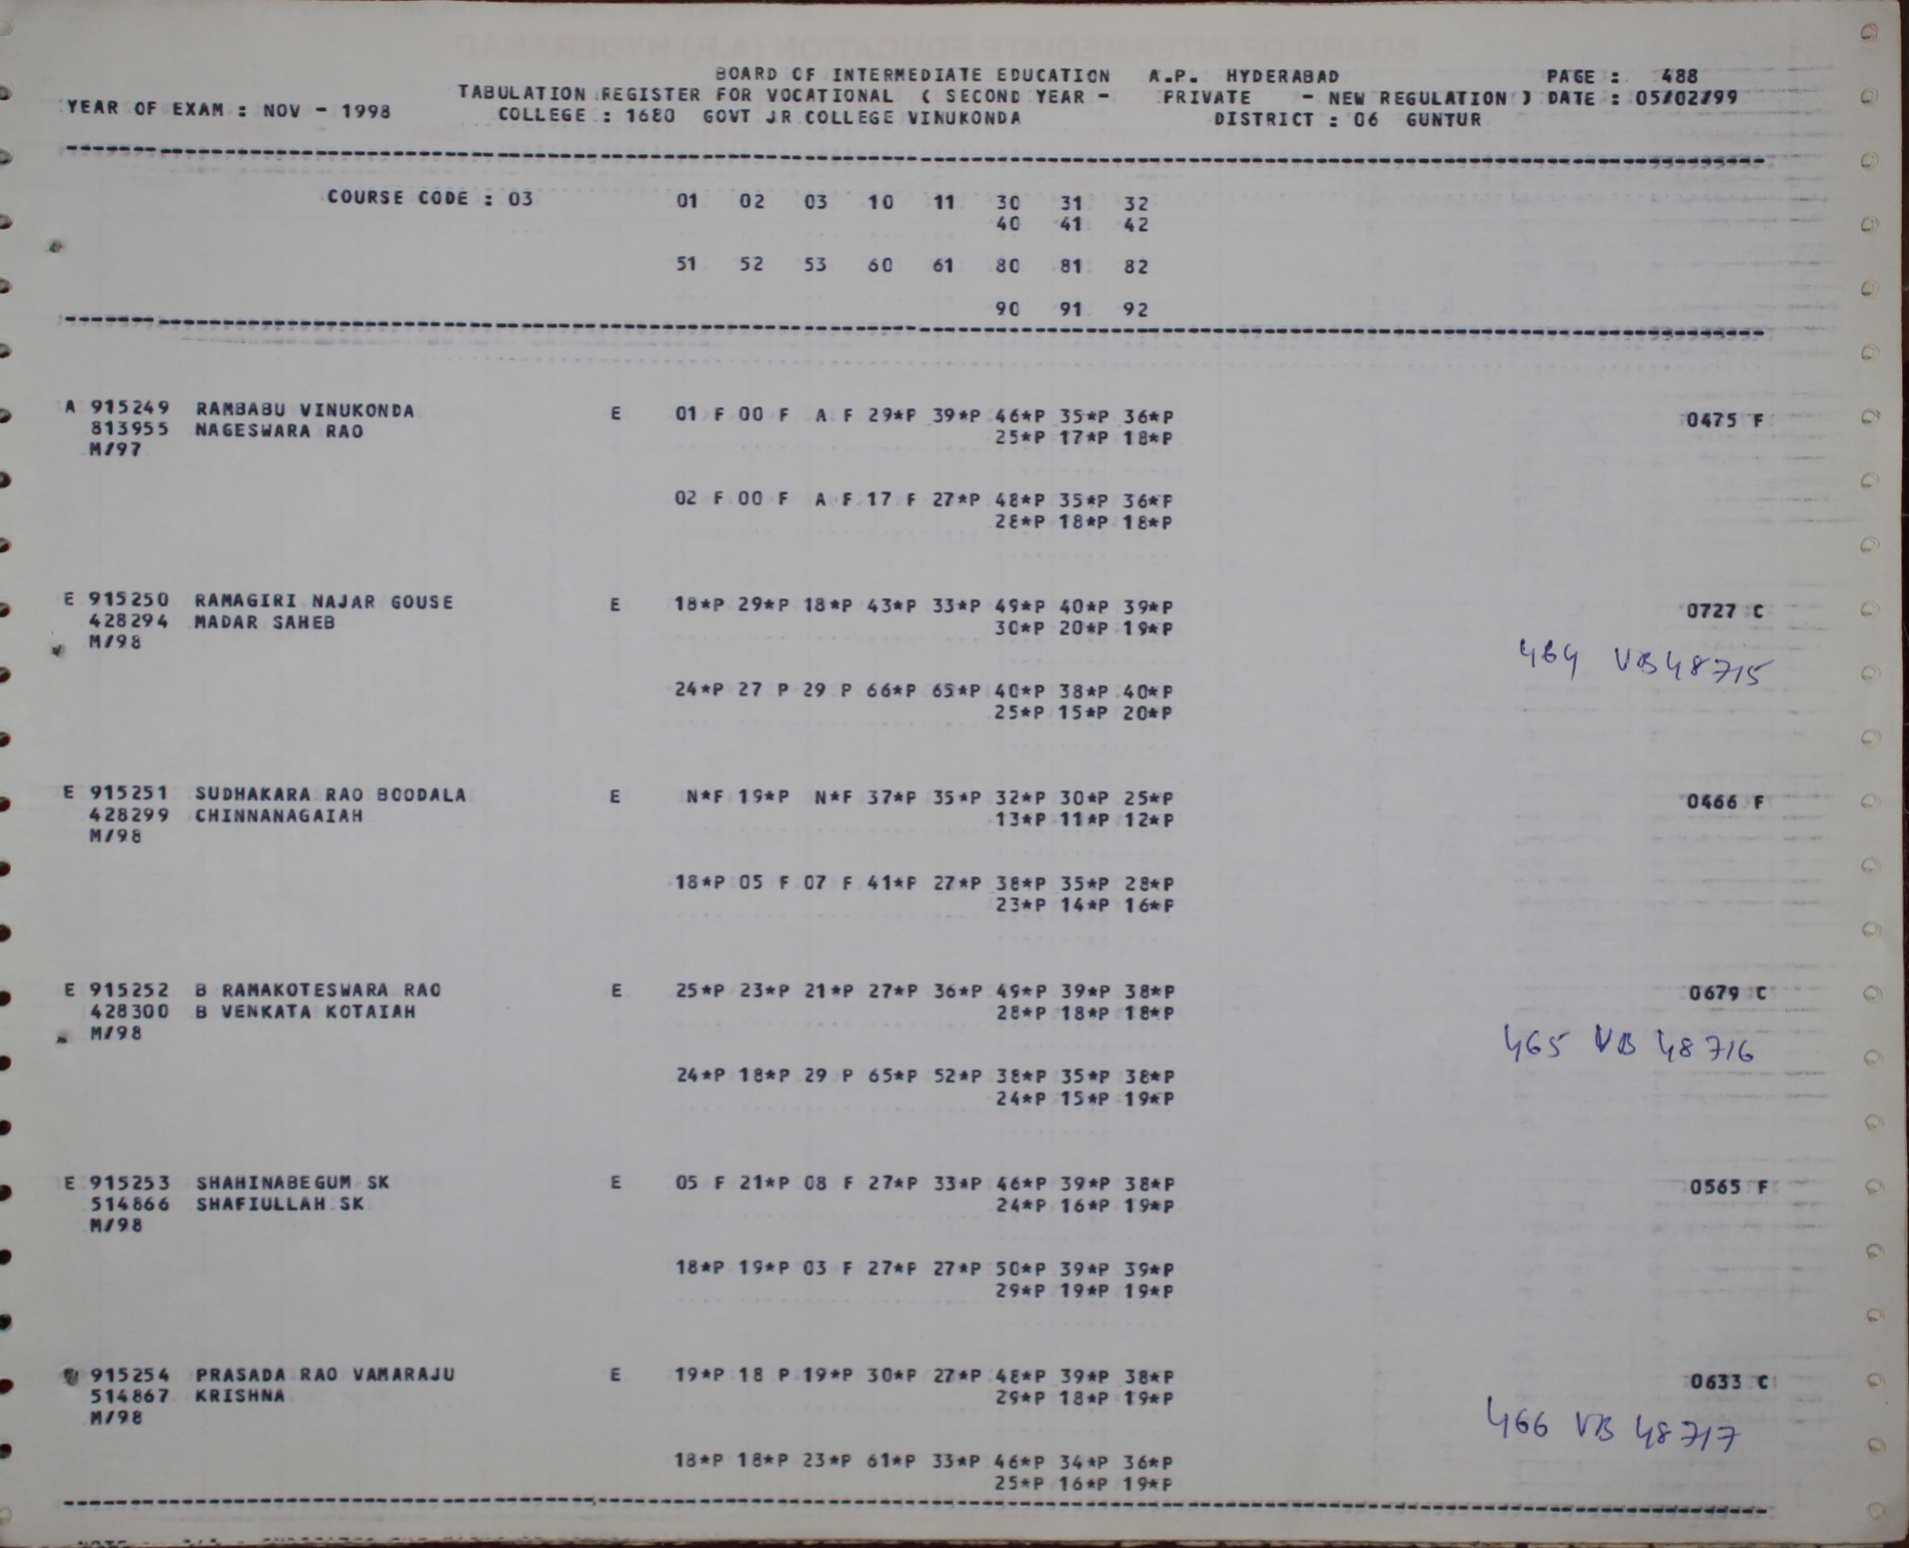 BOARD OF INTERMEDIATE EDUCATION A.P. HYDERABAD PAGE : 488
TABULATION REGISTER FOR VOCATIONAL ( SECOND YEAR - PRIVATE - NEW REGULATION ) DATE : 05/02/99
YEAR OF EXAM : NOV - 1998 COLLEGE : 1680 GOVT JR COLLEGE VINUKONDA DISTRICT : 06 GUNTUR
COURSE CODE : 03 01 02 03 10 11 30 31 32
40 41 42
51 52 53 60 61 80 81 82
90 91 92
A 915249 RAMBABU VINUKONDA E 01 F 00 F A F 29*P 39*P 46*P 35*P 36*P 0475 F
813955 NAGESWARA RAO 25*P 17*P 18*P
M/97
02 F 00 F A F 17 F 27*P 48*P 35*P 36*P
28*P 18*P 18*P
E 915250 RAMAGIRI NAJAR GOUSE E 18*P 29*P 18*P 43*P 33*P 49*P 40*P 39*P 0727 C
428294 MADAR SAHEB 30*P 20*P 19*P
M/98
464 VB48715
24*P 27 P 29 P 66*P 65*P 40*P 38*P 40*P
25*P 15*P 20*P
E 915251 SUDHAKARA RAO BOODALA E N*F 19*P N*F 37*P 35*P 32*P 30*P 25*P 0466 F
428299 CHINNANAGAIAH 13*P 11*P 12*P
M/98
18*P 05 F 07 F 41*P 27*P 38*P 35*P 28*P
23*P 14*P 16*P
E 915252 B RAMAKOTESWARA RAO E 25*P 23*P 21*P 27*P 36*P 49*P 39*P 38*P 0679 C
428300 B VENKATA KOTAIAH 28*P 18*P 18*P
M/98
465 VB 48716
24*P 18*P 29 P 65*P 52*P 38*P 35*P 38*P
24*P 15*P 19*P
E 915253 SHAHINABEGUM SK E 05 F 21*P 08 F 27*P 33*P 46*P 39*P 38*P 0565 F
514866 SHAFIULLAH SK 24*P 16*P 19*P
M/98
18*P 19*P 03 F 27*P 27*P 50*P 39*P 39*P
29*P 19*P 19*P
915254 PRASADA RAO VAMARAJU E 19*P 18 P 19*P 30*P 27*P 48*P 39*P 38*P 0633 C
514867 KRISHNA 29*P 18*P 19*P
M/98
466 VB 48717
18*P 18*P 23*P 61*P 33*P 46*P 34*P 36*P
25*P 16*P 19*P